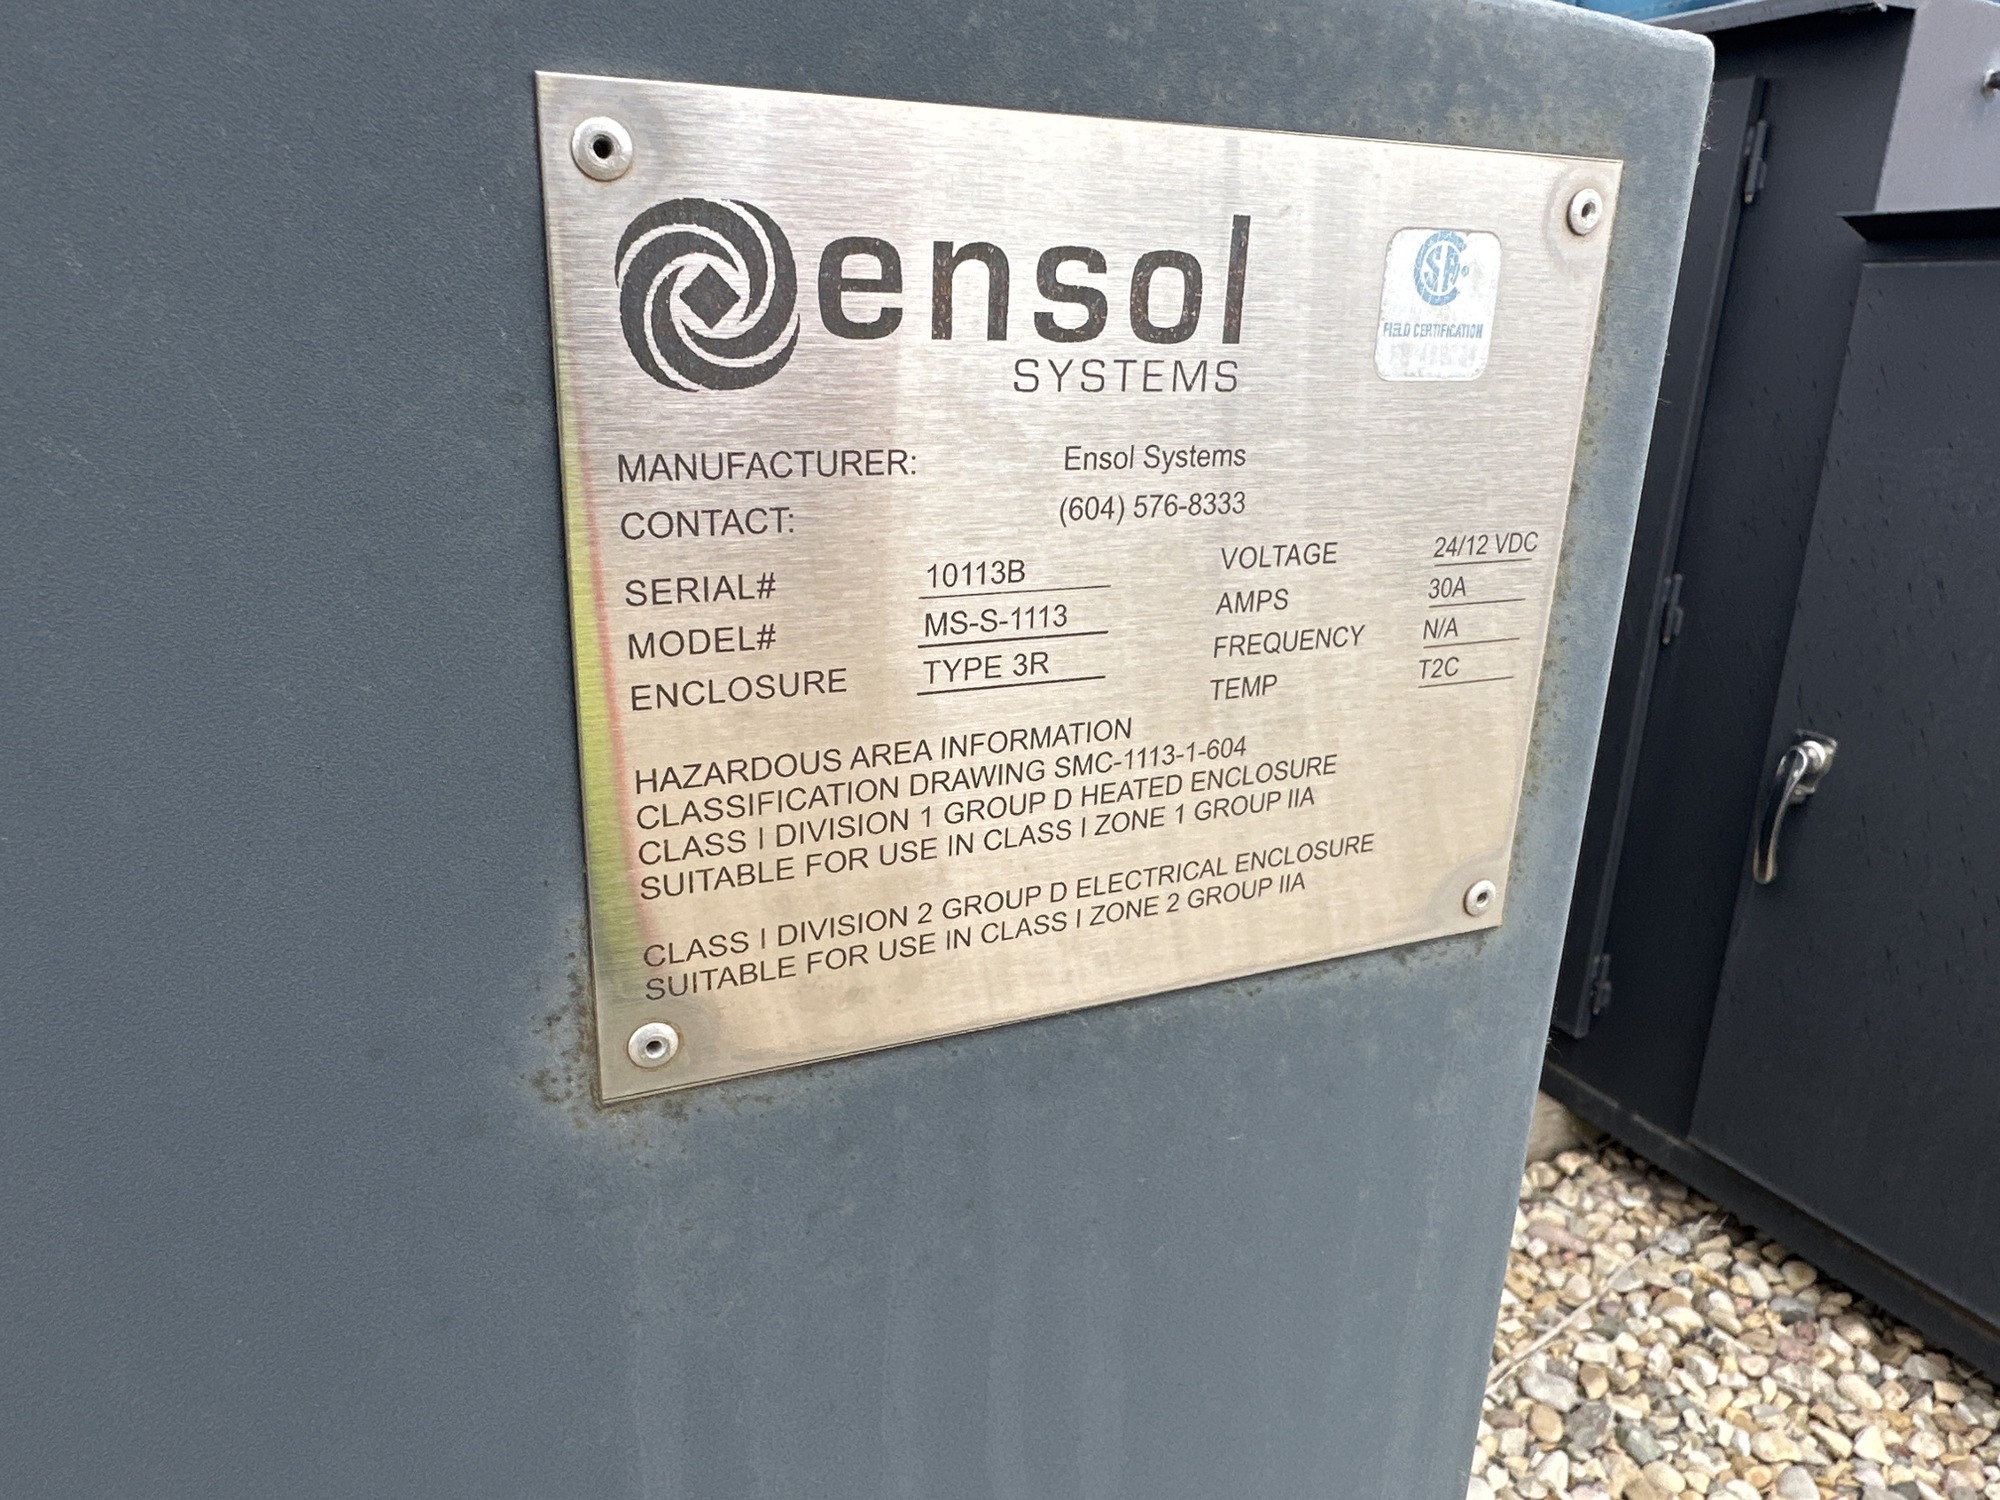 ensol
SYSTEMS
CSA
FIELD CERTIFICATION
MANUFACTURER: Ensol Systems
CONTACT: (604) 576-8333
SERIAL# 10113B
MODEL# MS-S-1113
ENCLOSURE TYPE 3R
VOLTAGE 24/12 VDC
AMPS 30A
FREQUENCY N/A
TEMP T2C
HAZARDOUS AREA INFORMATION
CLASSIFICATION DRAWING SMC-1113-1-604
CLASS I DIVISION 1 GROUP D HEATED ENCLOSURE
SUITABLE FOR USE IN CLASS I ZONE 1 GROUP IIA
CLASS I DIVISION 2 GROUP D ELECTRICAL ENCLOSURE
SUITABLE FOR USE IN CLASS I ZONE 2 GROUP IIA